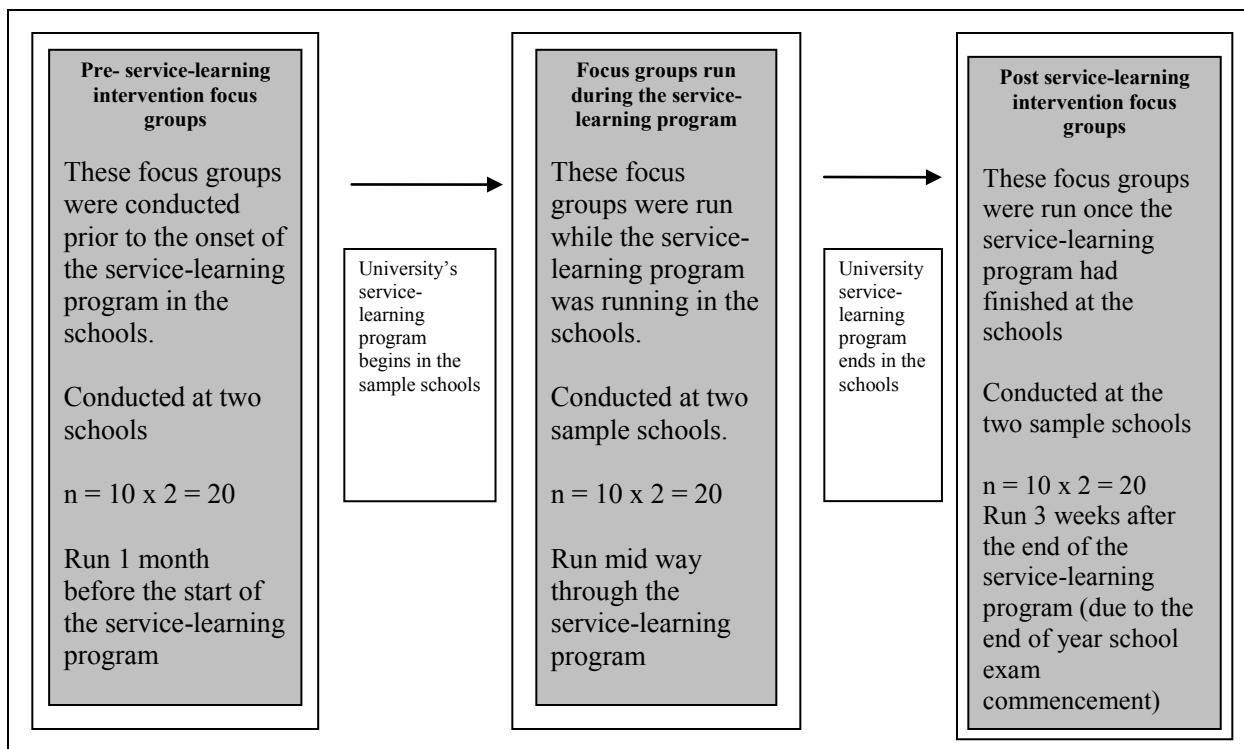 Pre- service-learning
intervention focus
groups
These focus groups
were conducted
prior to the onset of
the service-learning
program in the
schools.
Conducted at two
schools
n = 10 x 2 = 20
Run 1 month
before the start of
the service-learning
program
University’s
service-
learning
program
begins in the
sample schools
Focus groups run
during the service-
learning program
These focus
groups were run
while the service-
learning program
was running in the
schools.
Conducted at two
sample schools.
n = 10 x 2 = 20
Run mid way
through the
service-learning
program
University
service-
learning
program
ends in the
schools
Post service-learning
intervention focus
groups
These focus groups
were run once the
service-learning
program had
finished at the
schools
Conducted at the
two sample schools
n = 10 x 2 = 20
Run 3 weeks after
the end of the
service-learning
program (due to the
end of year school
exam
commencement)